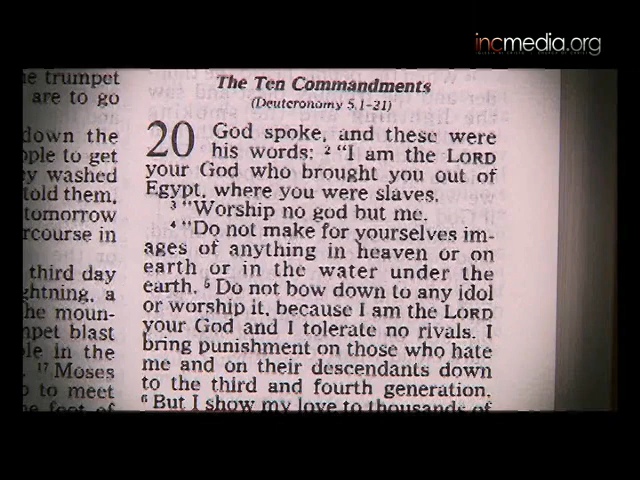 incmedia.org
e trumpet
are to go
down the
ple to get
y washed
told them,
tomorrow
rcourse in
third day
ghtning, a
he moun-
mpet blast
le in the
17 Moses
to meet
e foot of
The Ten Commandments
(Deuteronomy 5.1-21)
20 God spoke, and these were
his words: 2 "I am the LORD
your God who brought you out of
Egypt, where you were slaves.
3 "Worship no god but me.
4 "Do not make for yourselves im-
ages of anything in heaven or on
earth or in the water under the
earth. 5 Do not bow down to any idol
or worship it, because I am the LORD
your God and I tolerate no rivals. I
bring punishment on those who hate
me and on their descendants down
to the third and fourth generation.
6 But I show my love to thousands of